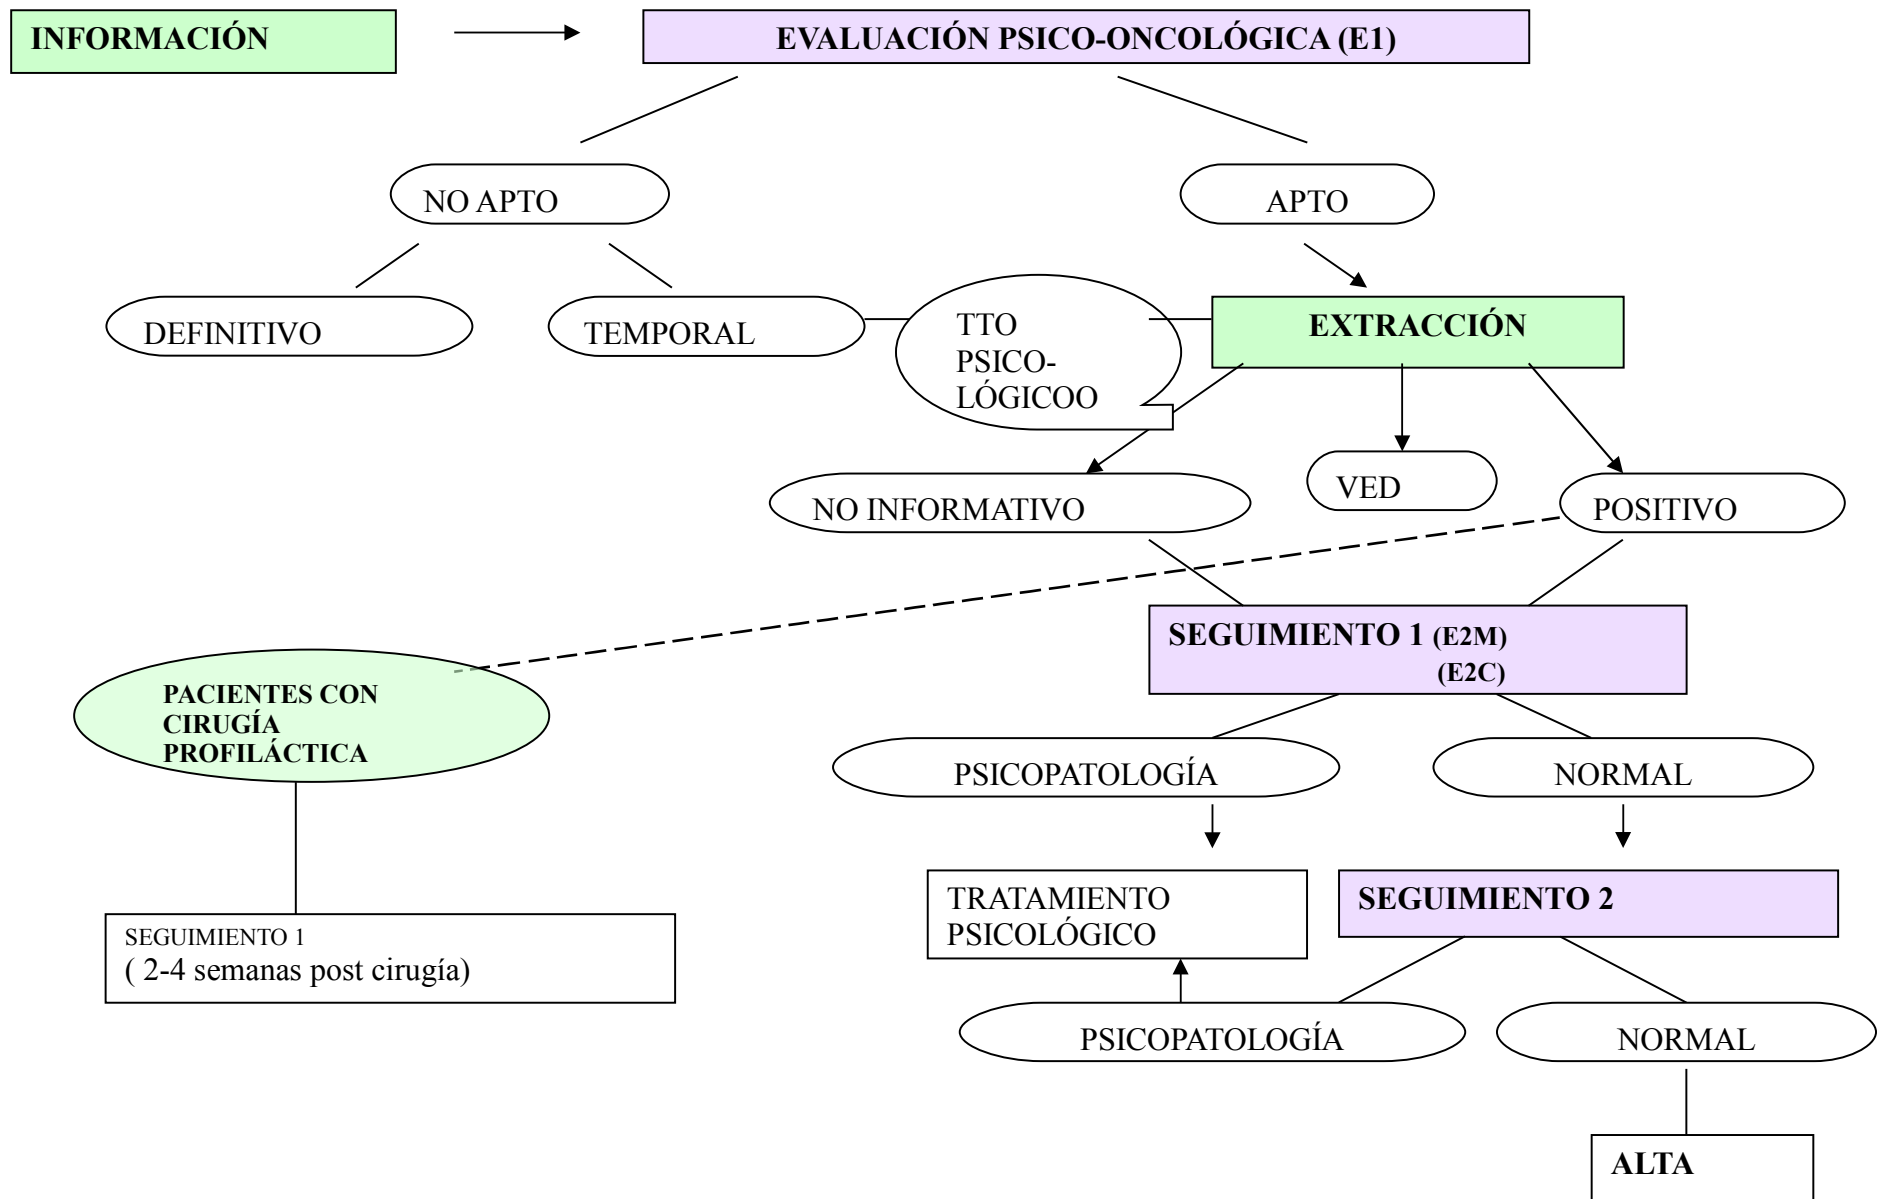 INFORMACIÓN
EVALUACIÓN PSICO-ONCOLÓGICA (E1)
NO APTO
APTO
DEFINITIVO
TEMPORAL
TTO
PSICO-
LÓGICOO
EXTRACCIÓN
NO INFORMATIVO
VED
POSITIVO
SEGUIMIENTO 1 (E2M)
(E2C)
PACIENTES CON
CIRUGÍA
PROFILÁCTICA
PSICOPATOLOGÍA
NORMAL
TRATAMIENTO
PSICOLÓGICO
SEGUIMIENTO 2
SEGUIMIENTO 1
( 2-4 semanas post cirugía)
PSICOPATOLOGÍA
NORMAL
ALTA